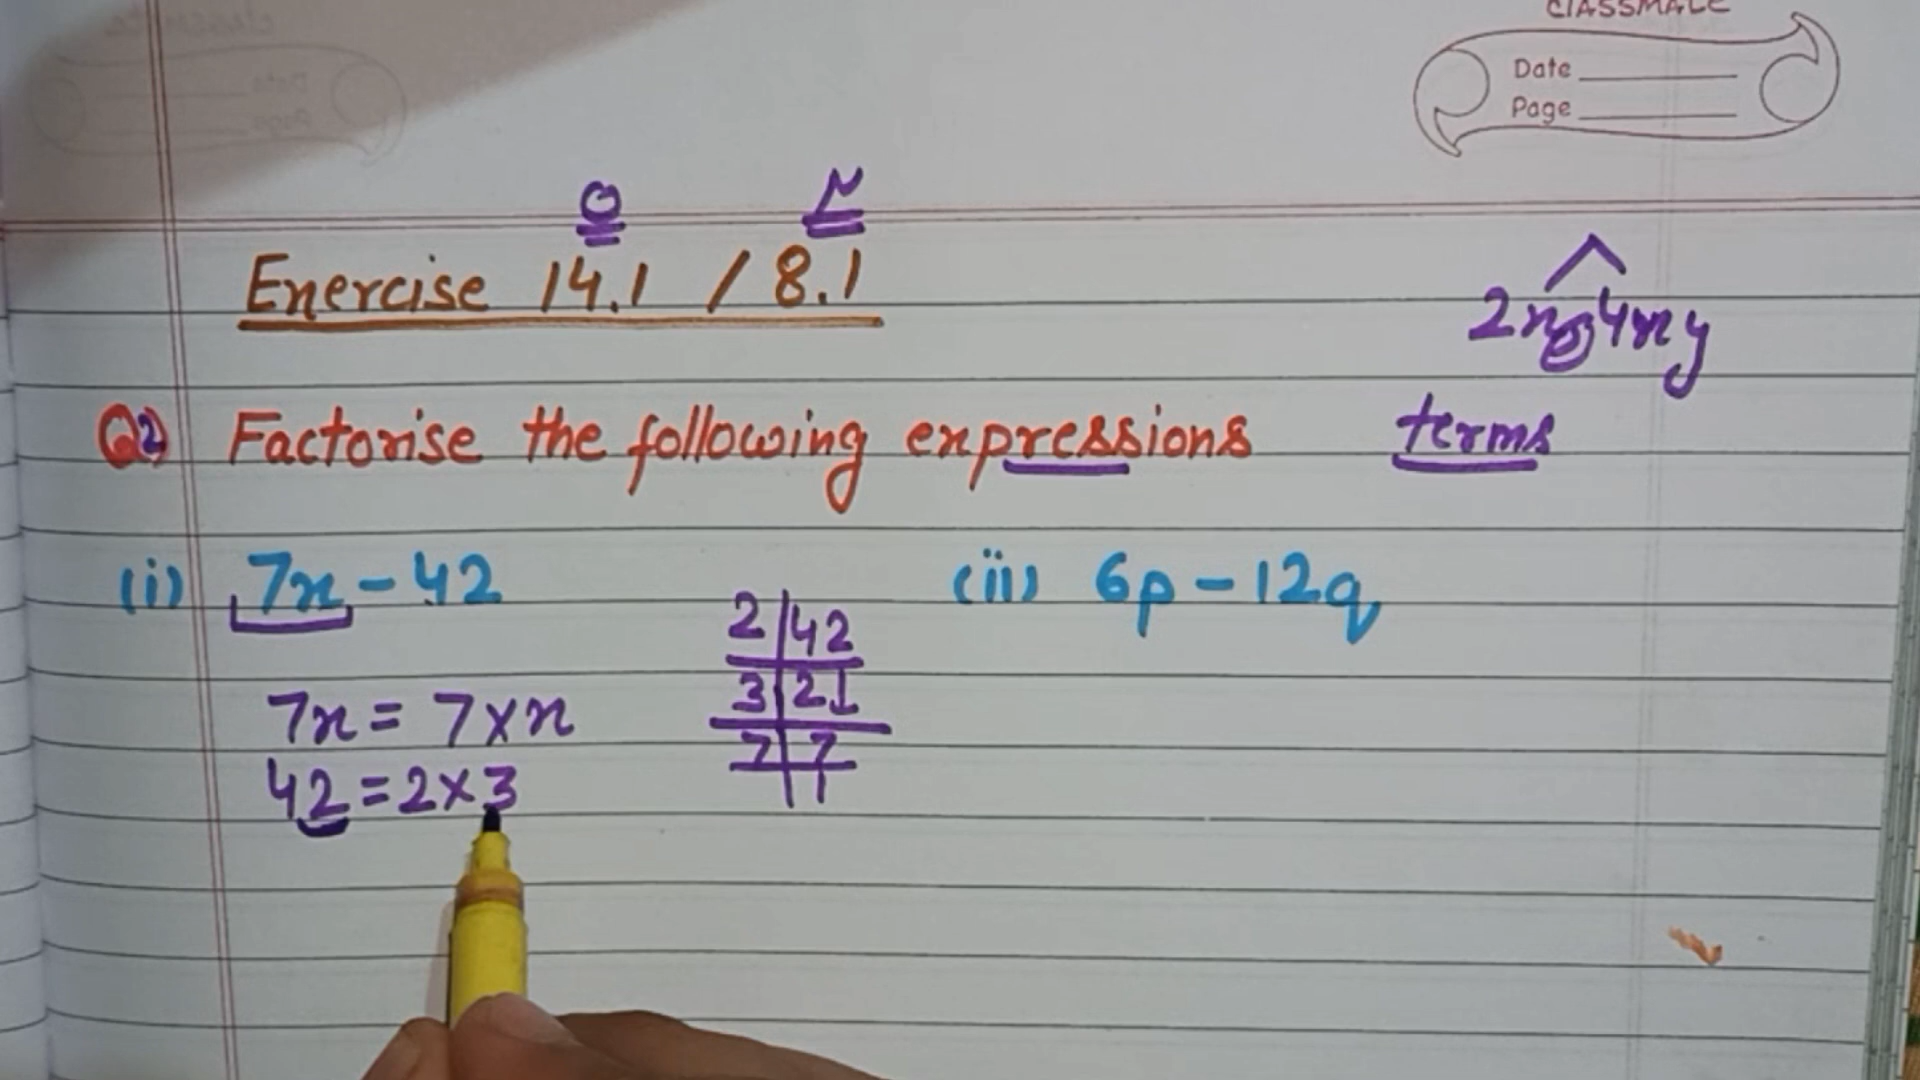 CLASSMATE
Date
Page
O N
Exercise 14.1 / 8.1
2x, 4xy
Q2) Factorise the following expressions terms
(i) 7x - 42 (ii) 6p - 12q
2 | 42
3 | 21
7 | 7
1
7x = 7 × x
42 = 2 × 3